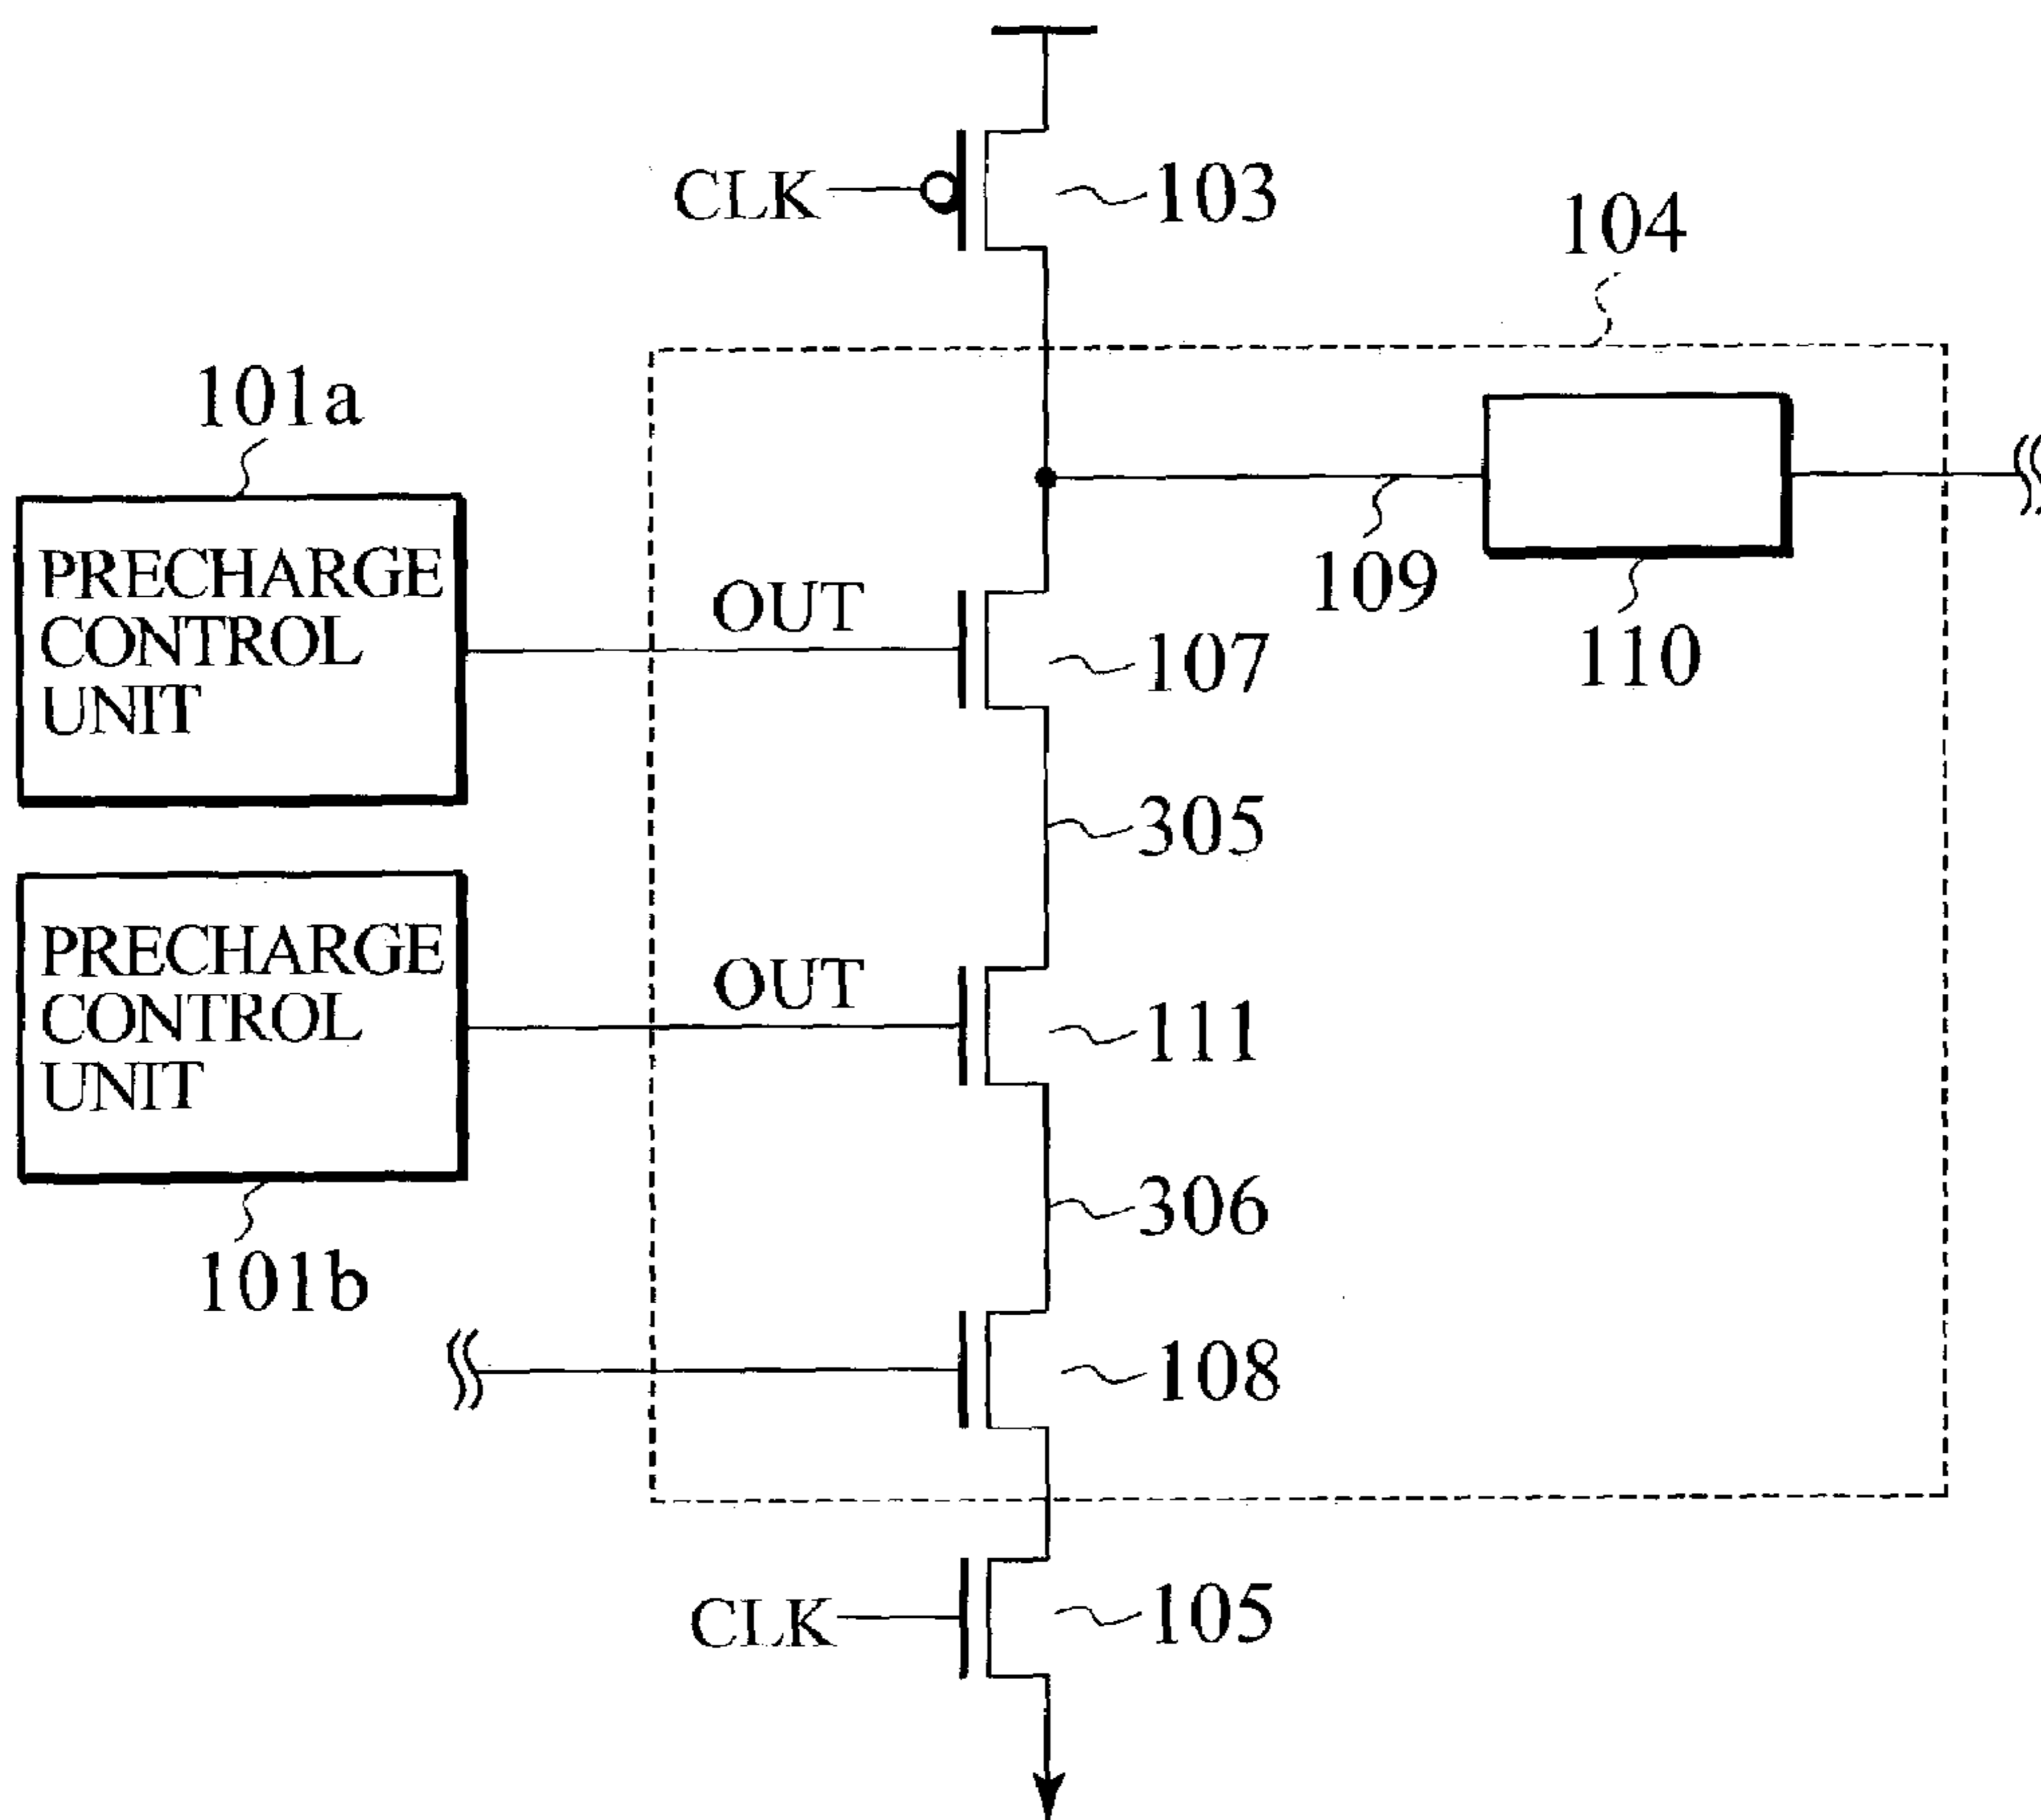 CLK
103
104
101a
PRECHARGE
CONTROL
UNIT
OUT
109
110
107
305
PRECHARGE
CONTROL
UNIT
OUT
111
306
101b
108
CLK
105